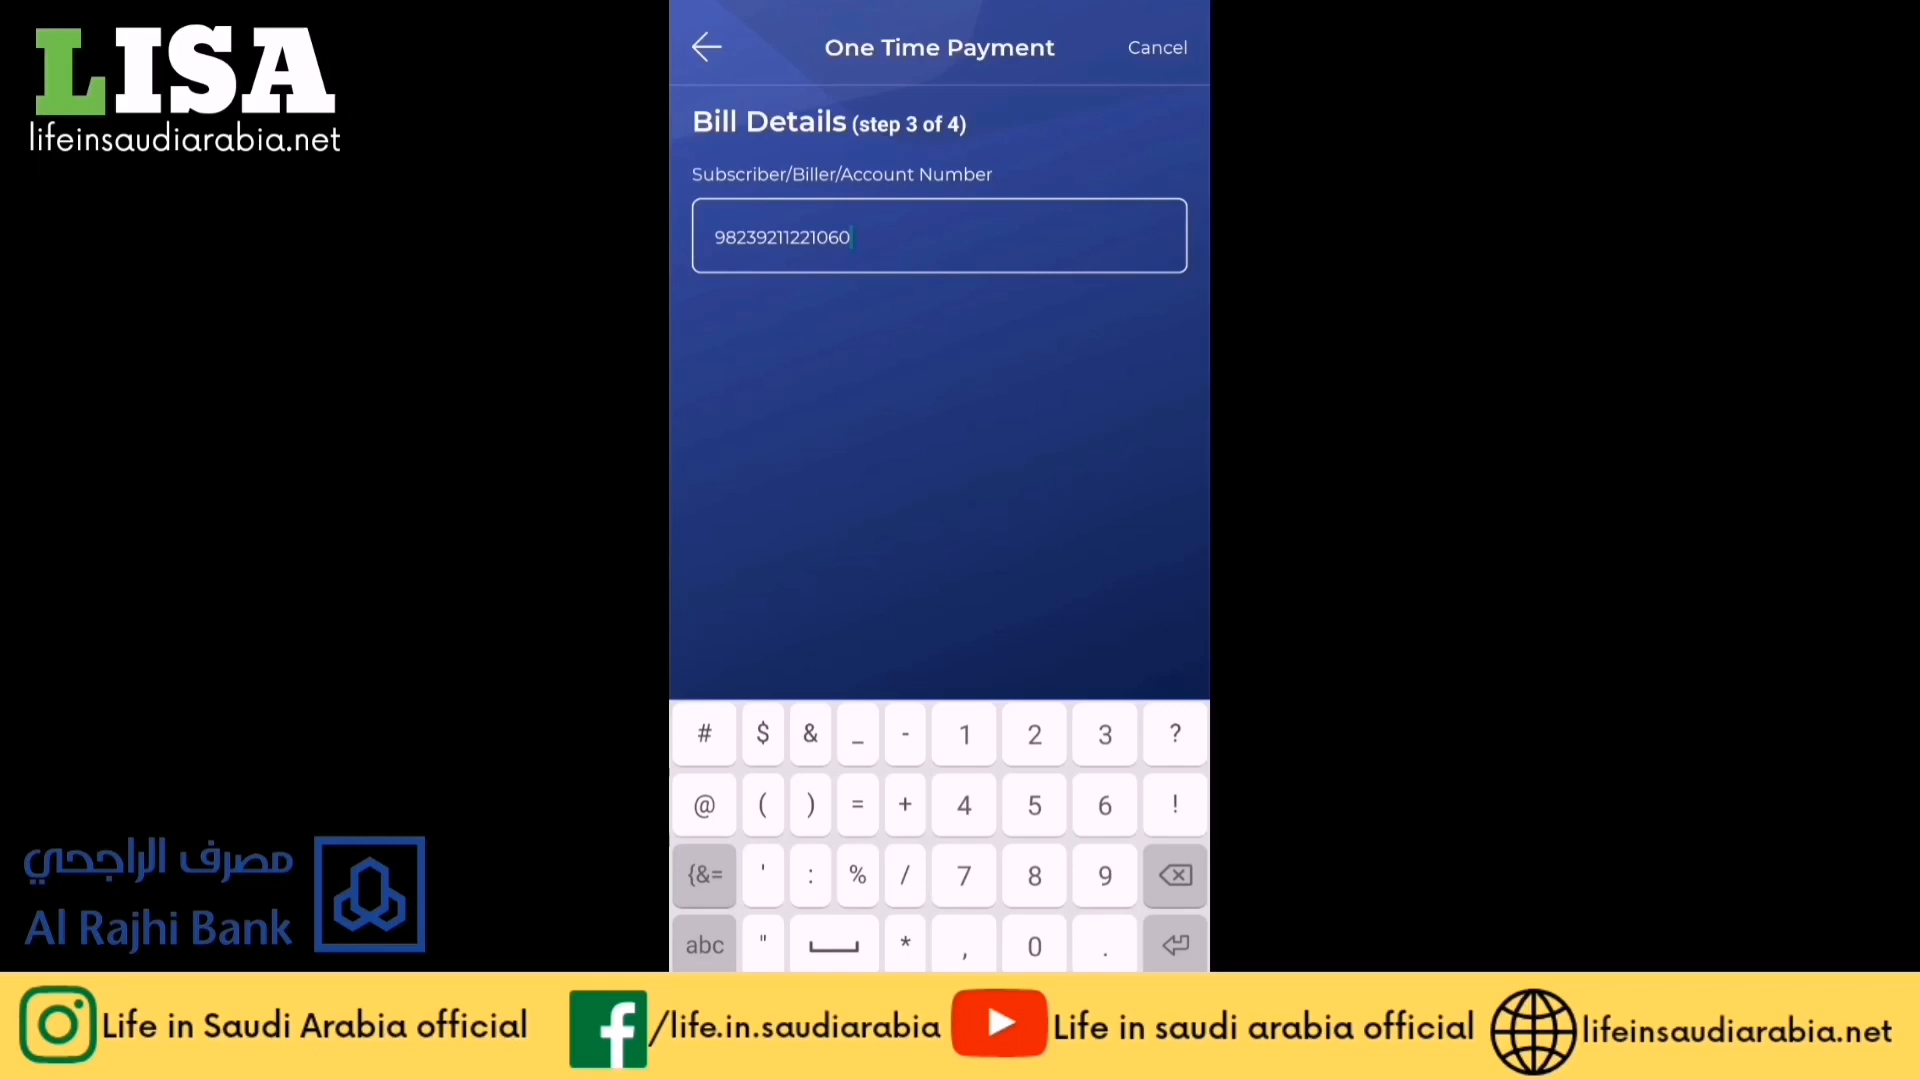 LISA
lifeinsaudiarabia.net
One Time Payment
Cancel
Bill Details (step 3 of 4)
Subscriber/Biller/Account Number
98239211221060
# $ & _ - 1 2 3 ?
@ ( ) = + 4 5 6 !
{&= ' : % / 7 8 9
abc " * , 0 .
مصرف الراجحي
Al Rajhi Bank
Life in Saudi Arabia official
/life.in.saudiarabia
Life in saudi arabia official
lifeinsaudiarabia.net